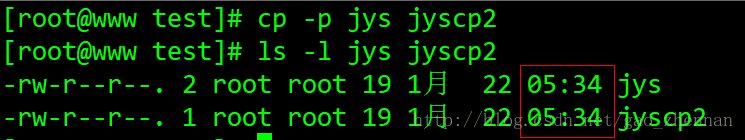 [root@www test]# cp -p jys jyscp2
[root@www test]# ls -l jys jyscp2
-rw-r--r--. 2 root root 19 1月  22 05:34 jys
-rw-r--r--. 1 root root 19 1月  22 05:34 jyscp2